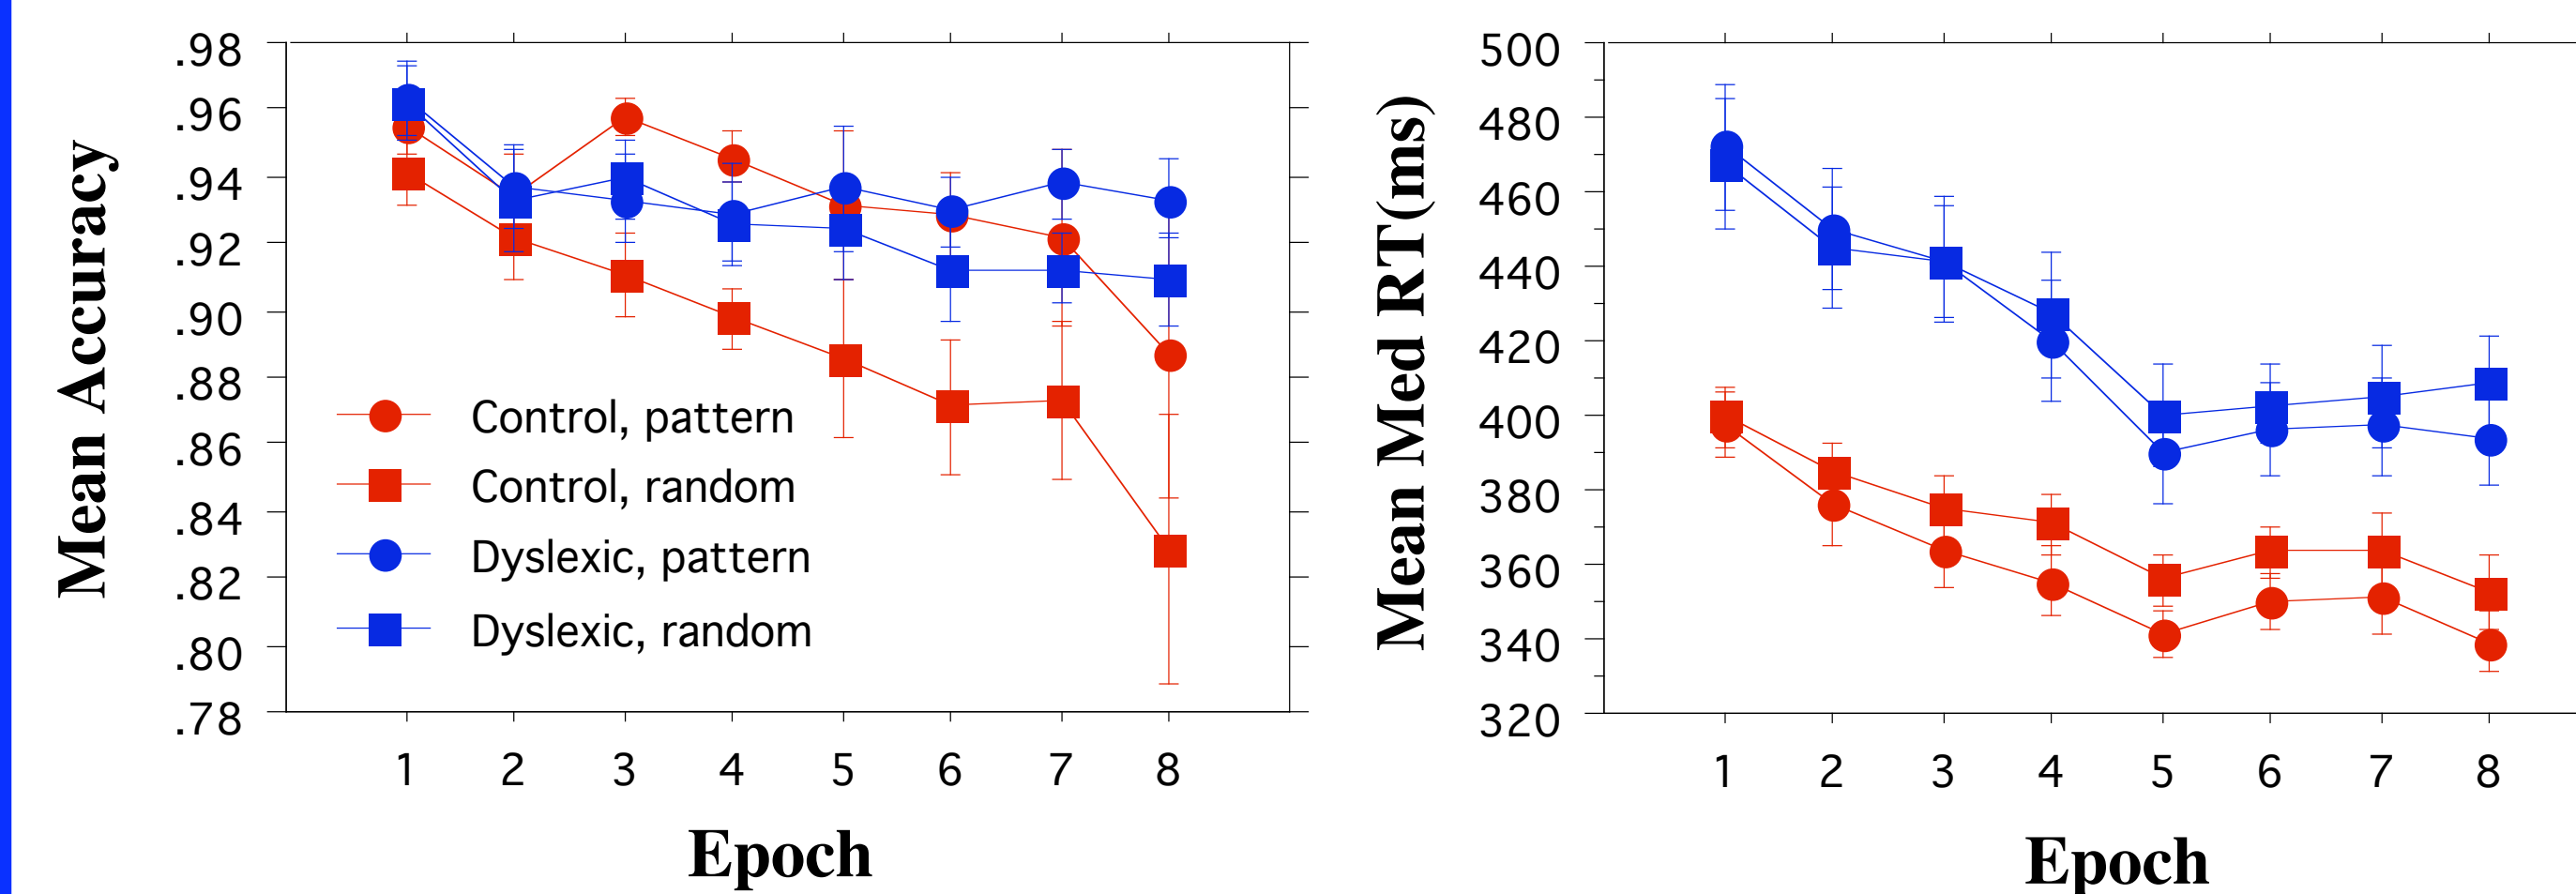 Mean Accuracy
.98
.96
.94
.92
.90
.88
.86
.84
.82
.80
.78
Control, pattern
Control, random
Dyslexic, pattern
Dyslexic, random
1 2 3 4 5 6 7 8
Epoch
Mean Med RT(ms)
500
480
460
440
420
400
380
360
340
320
1 2 3 4 5 6 7 8
Epoch